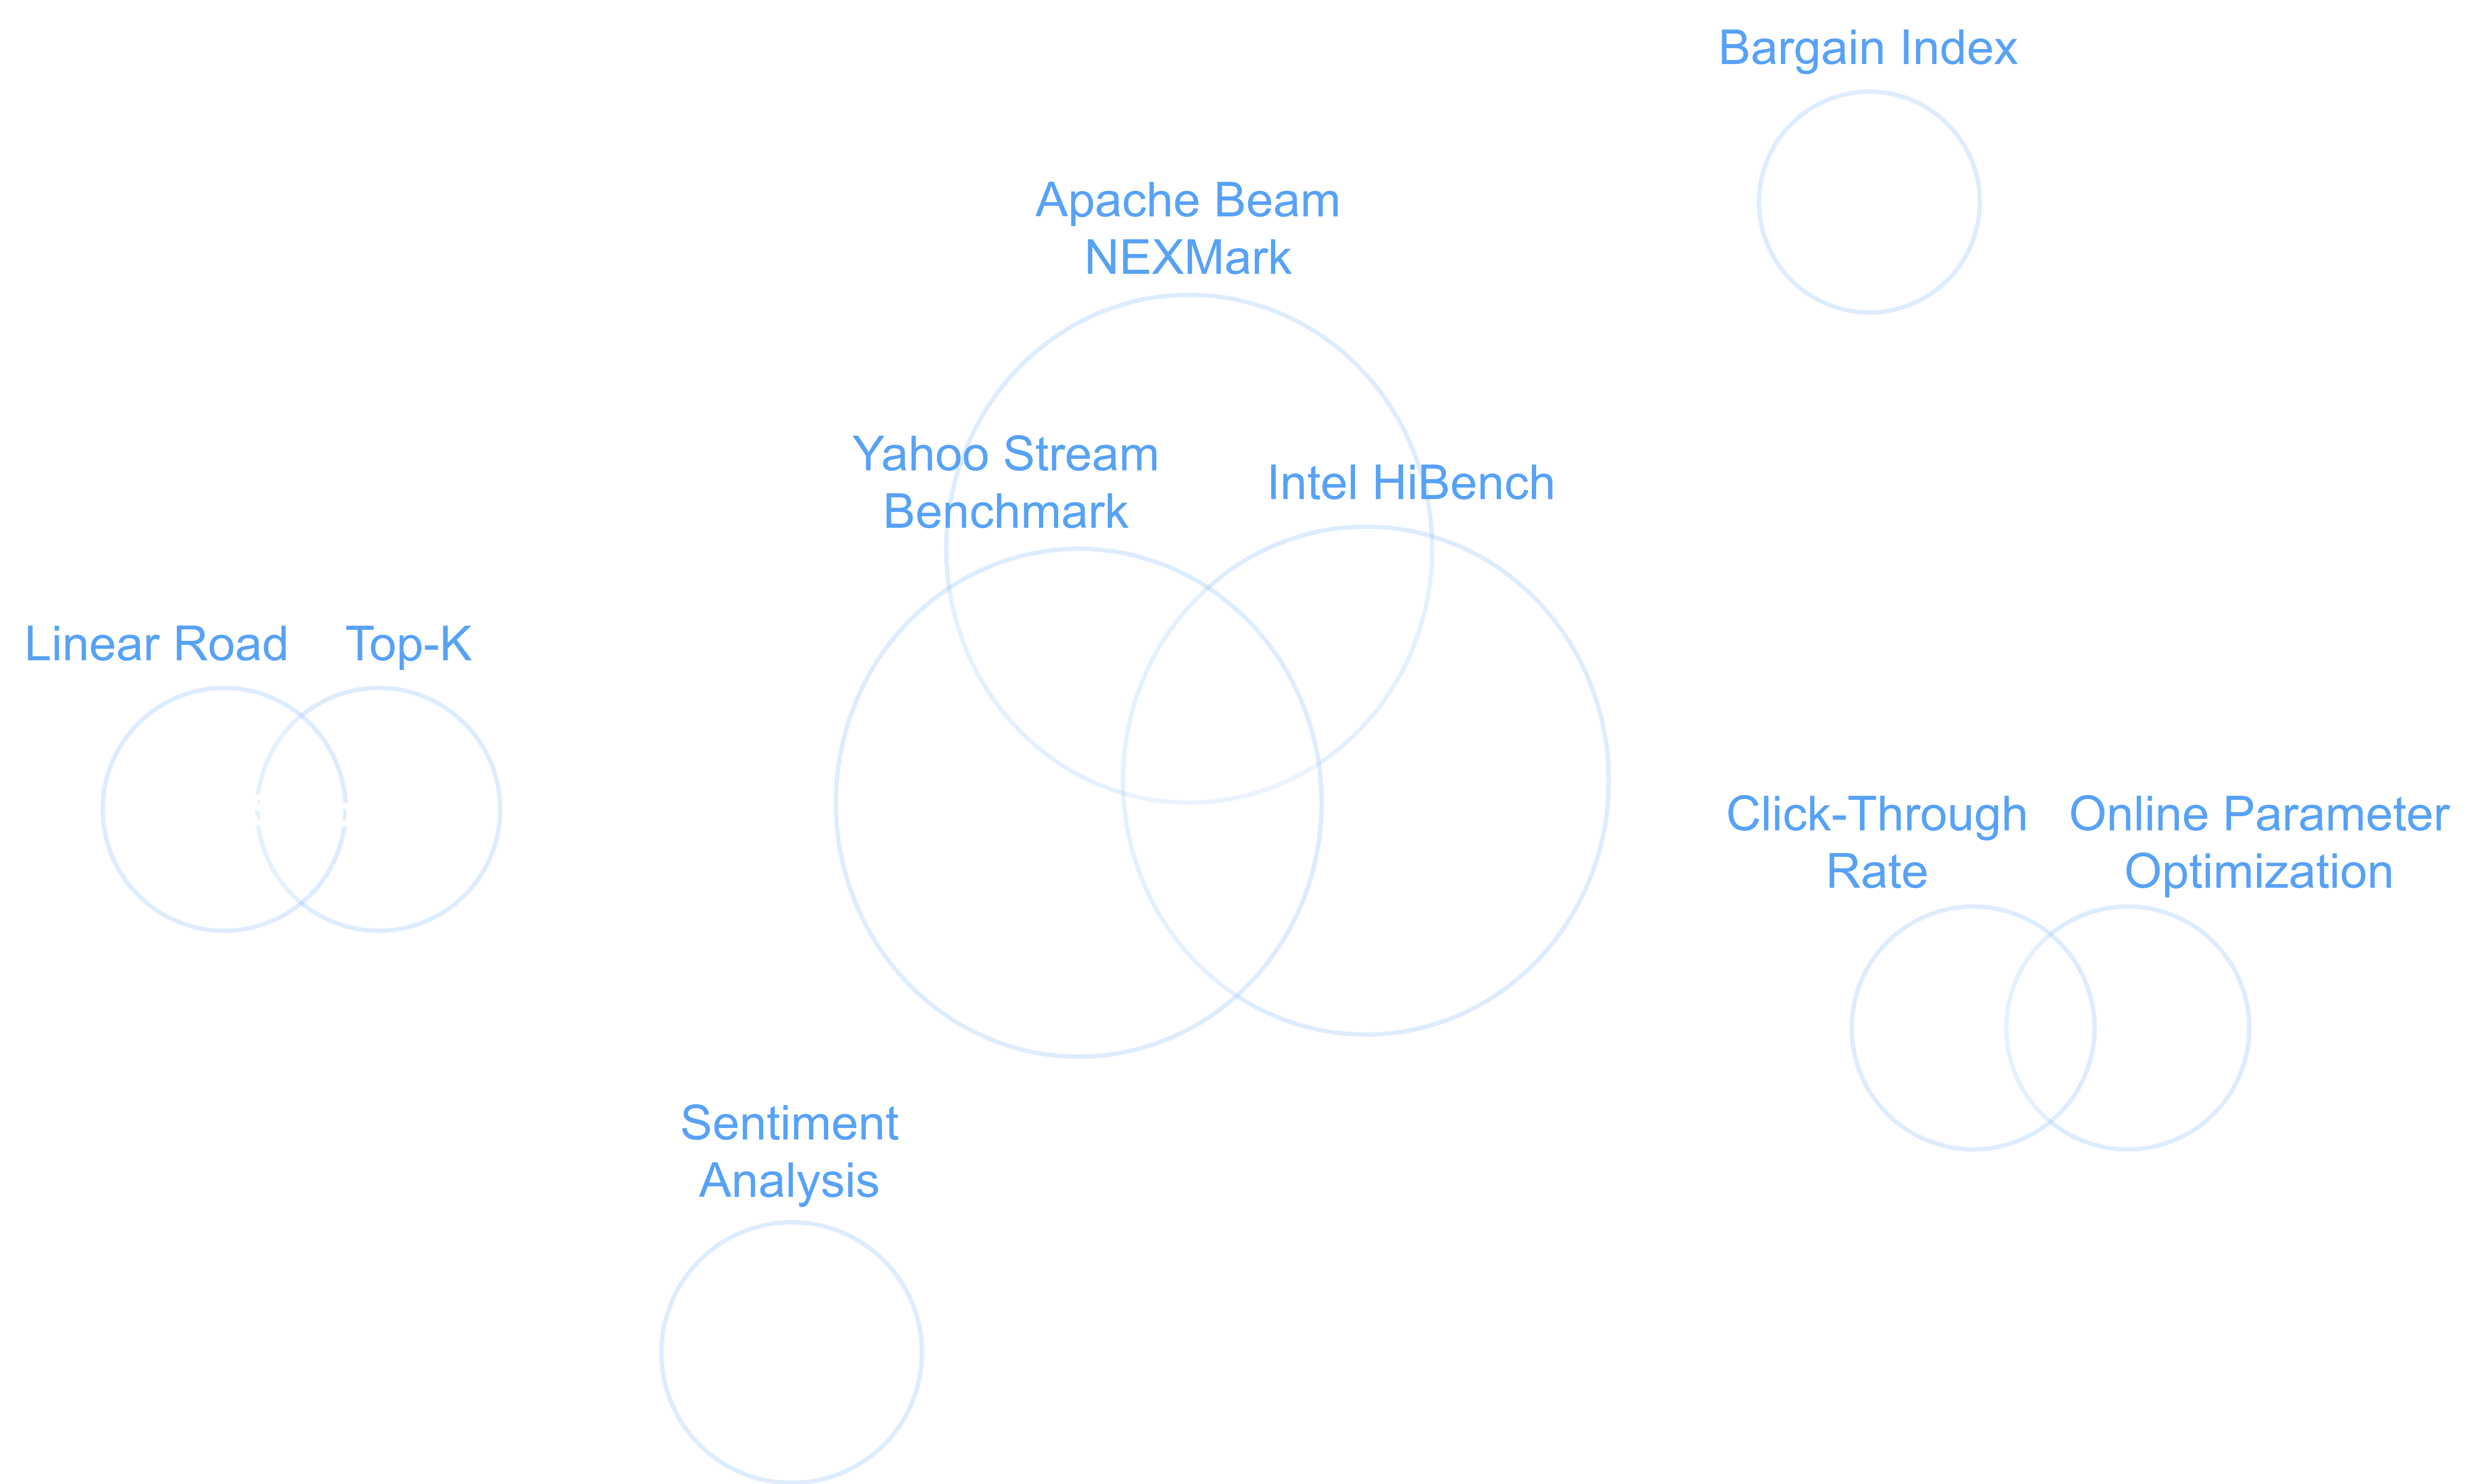 Bargain Index
Apache Beam
NEXMark
Yahoo Stream
Benchmark
Intel HiBench
Linear Road
Top-K
Click-Through
Rate
Online Parameter
Optimization
Sentiment
Analysis